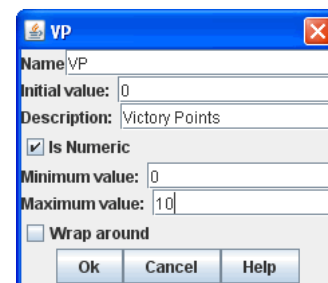 VP
Name VP
Initial value: 0
Description: Victory Points
Is Numeric
Minimum value: 0
Maximum value: 10
Wrap around
Ok Cancel Help